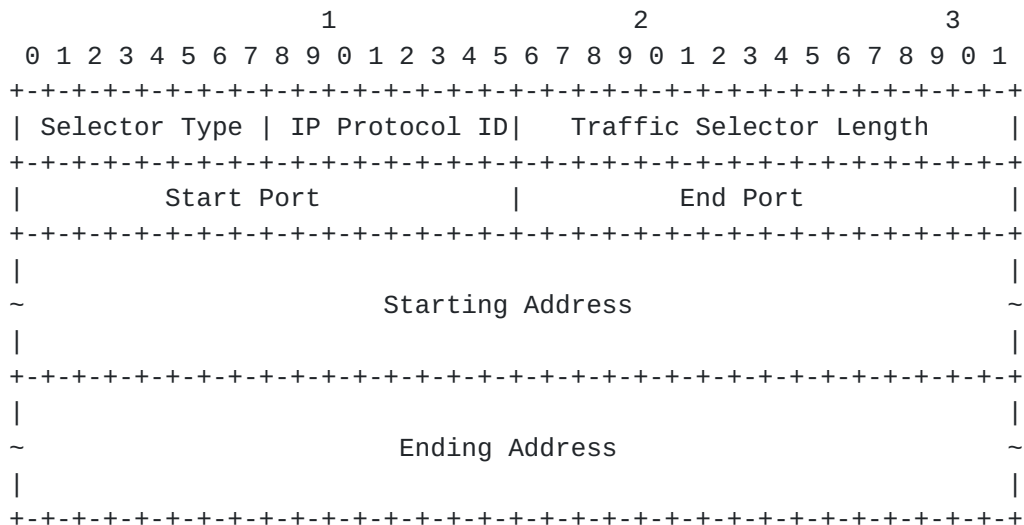 1                   2                   3
 0 1 2 3 4 5 6 7 8 9 0 1 2 3 4 5 6 7 8 9 0 1 2 3 4 5 6 7 8 9 0 1
+-+-+-+-+-+-+-+-+-+-+-+-+-+-+-+-+-+-+-+-+-+-+-+-+-+-+-+-+-+-+-+-+
| Selector Type | IP Protocol ID|   Traffic Selector Length     |
+-+-+-+-+-+-+-+-+-+-+-+-+-+-+-+-+-+-+-+-+-+-+-+-+-+-+-+-+-+-+-+-+
|         Start Port            |          End Port             |
+-+-+-+-+-+-+-+-+-+-+-+-+-+-+-+-+-+-+-+-+-+-+-+-+-+-+-+-+-+-+-+-+
|                                                               |
~                       Starting Address                        ~
|                                                               |
+-+-+-+-+-+-+-+-+-+-+-+-+-+-+-+-+-+-+-+-+-+-+-+-+-+-+-+-+-+-+-+-+
|                                                               |
~                        Ending Address                         ~
|                                                               |
+-+-+-+-+-+-+-+-+-+-+-+-+-+-+-+-+-+-+-+-+-+-+-+-+-+-+-+-+-+-+-+-+